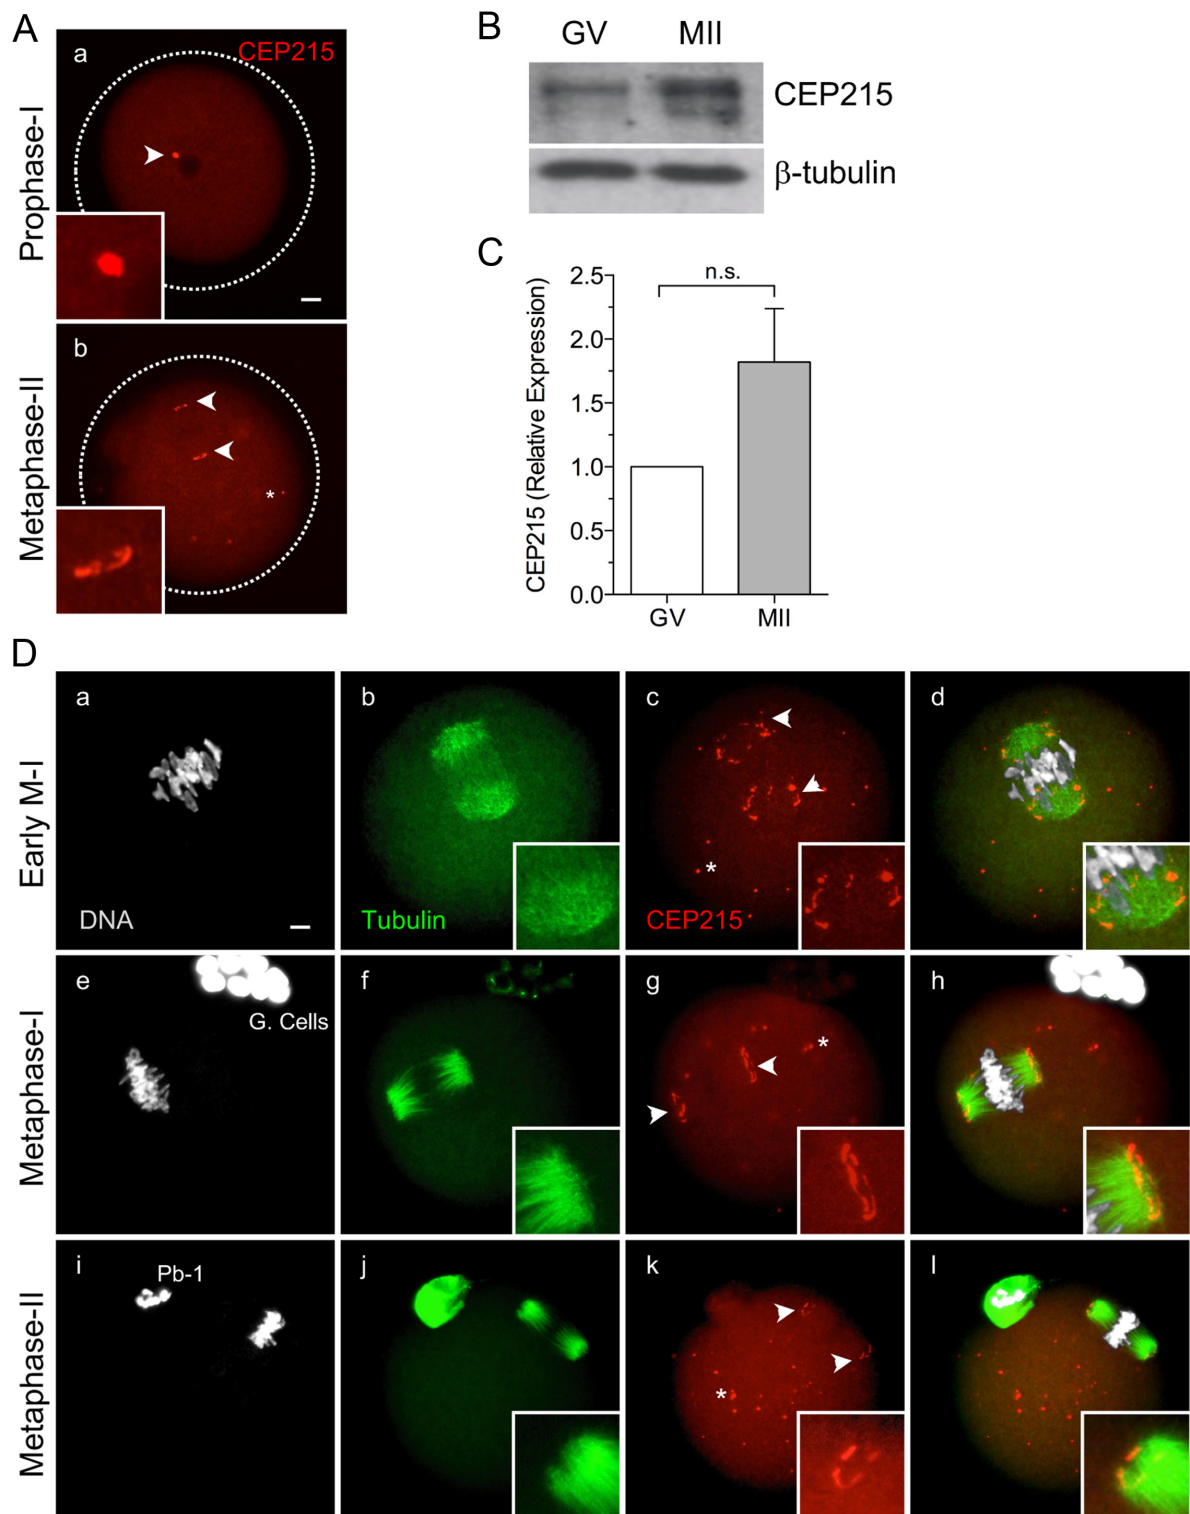 A
a
CEP215
Prophase-I
b
Metaphase-II
*
B
GV MII
CEP215
β-tubulin
C
n.s.
CEP215 (Relative Expression)
2.5
2.0
1.5
1.0
0.5
0.0
GV MII
D
Early M-I
a b c d
*
DNA Tubulin CEP215
Metaphase-I
e f g h
G. Cells
*
Metaphase-II
i j k l
Pb-1
*